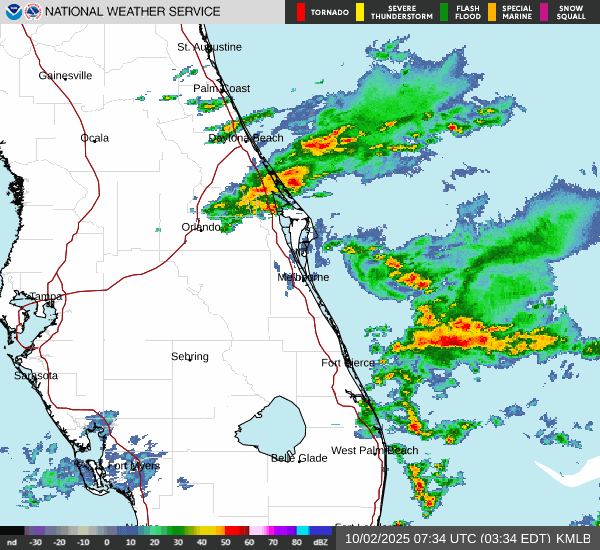 NATIONAL WEATHER SERVICE
TORNADO
SEVERE THUNDERSTORM
FLASH FLOOD
SPECIAL MARINE
SNOW SQUALL
St. Augustine
Gainesville
Palm Coast
Ocala
Daytona Beach
Orlando
Melbourne
Tampa
Sebring
Fort Pierce
Sarasota
West Palm Beach
Belle Glade
Fort Myers
nd -30 -20 -10 0 10 20 30 40 50 60 70 80 dBZ
10/02/2025 07:34 UTC (03:34 EDT) KMLB